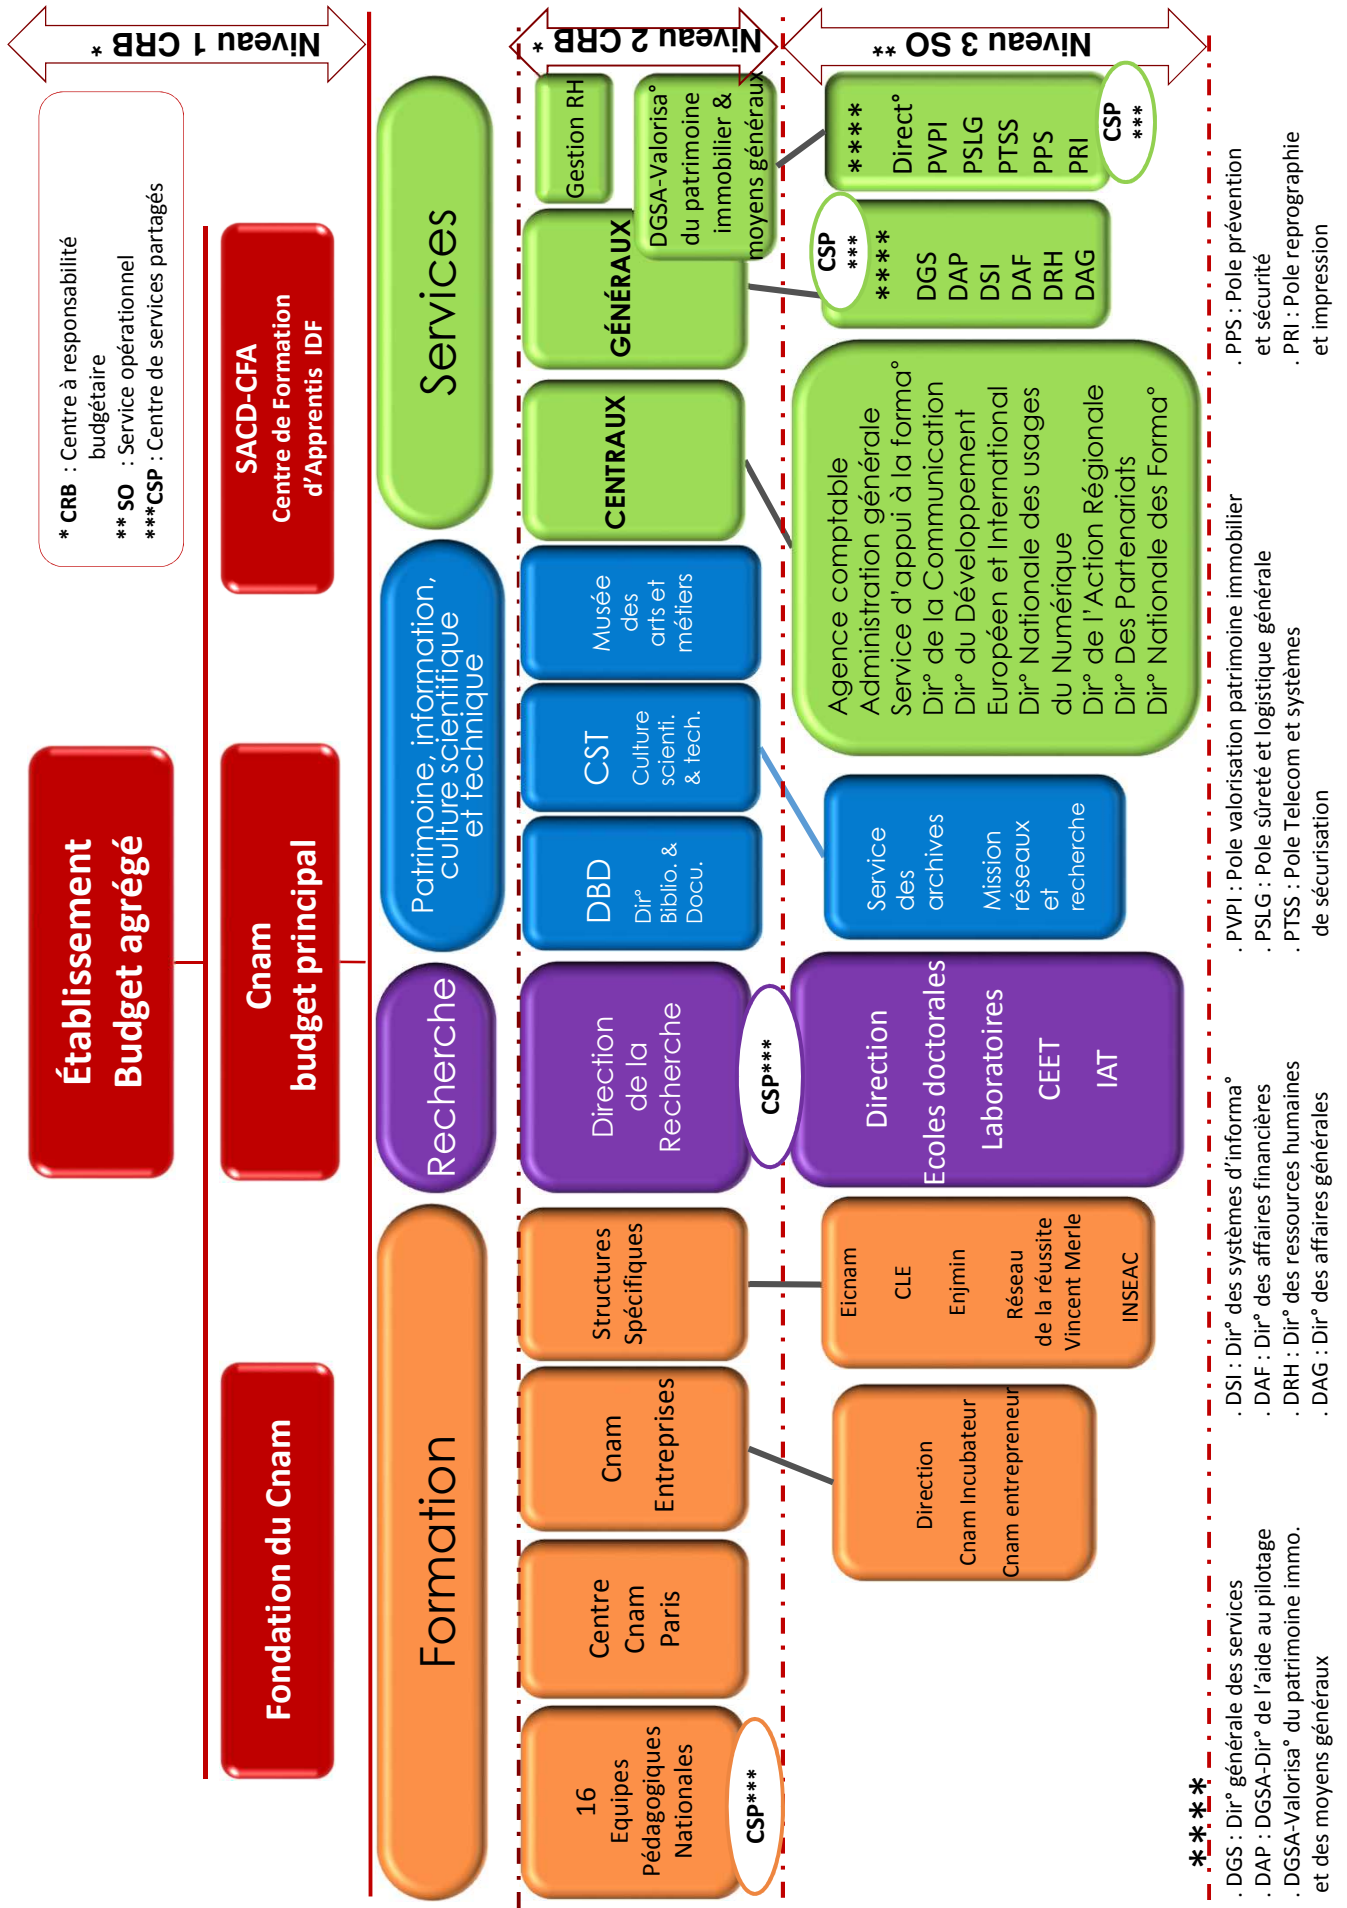 Établissement
Budget agrégé
* CRB : Centre à responsabilité
budgétaire
** SO : Service opérationnel
***CSP : Centre de services partagés
Niveau 1 CRB *
Fondation du Cnam
Cnam
budget principal
SACD-CFA
Centre de Formation
d'Apprentis IDF
Formation
Recherche
Patrimoine, information,
culture scientifique
et technique
Services
16
Equipes
Pédagogiques
Nationales
CSP***
Centre
Cnam
Paris
Cnam
Entreprises
Structures
Spécifiques
Direction
de la
Recherche
CSP****
DBD
Dir°
Biblio. &
Docu.
CST
Culture
scienti.
& tech.
Musée
des
arts et
métiers
CENTRAUX
GÉNÉRAUX
Gestion RH
DGSA-Valorisa°
du patrimoine
immobilier &
moyens généraux
Niveau 2 CRB *
Direction
Cnam Incubateur
Cnam entrepreneur
Eicnam
CLE
Enjmin
Réseau
de la réussite
Vincent Merle
INSEAC
Direction
Ecoles doctorales
Laboratoires
CEET
IAT
Service
des
archives
Mission
réseaux
et
recherche
Agence comptable
Administration générale
Service d'appui à la forma°
Dir° de la Communication
Dir° du Développement
Européen et International
Dir° Nationale des usages
du Numérique
Dir° de l'Action Régionale
Dir° Des Partenariats
Dir° Nationale des Forma°
CSP
***
****
DGS
DAP
DSI
DAF
DRH
DAG
****
Direct°
PVPI
PSLG
PTSS
PPS
PRI
CSP
***
Niveau 3 SO **
****
. DGS : Dir° générale des services
. DAP : DGSA-Dir° de l'aide au pilotage
. DGSA-Valorisa° du patrimoine immo.
et des moyens généraux
. DSI : Dir° des systèmes d'informa°
. DAF : Dir° des affaires financières
. DRH : Dir° des ressources humaines
. DAG : Dir° des affaires générales
. PVPI : Pole valorisation patrimoine immobilier
. PSLG : Pole sûreté et logistique générale
. PTSS : Pole Telecom et systèmes
de sécurisation
. PPS : Pole prévention
et sécurité
. PRI : Pole reprographie
et impression